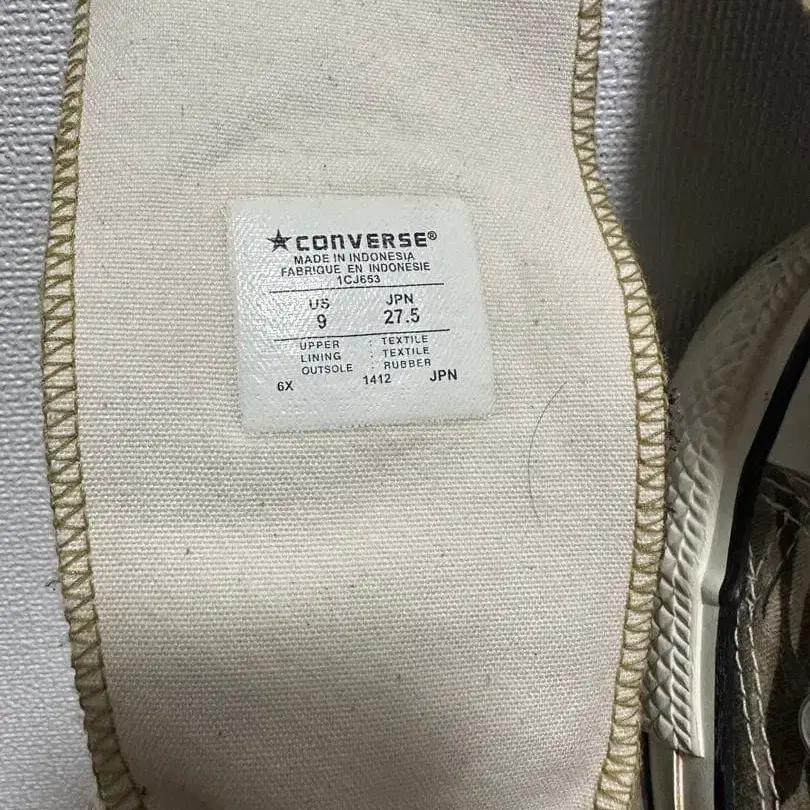 CONVERSE®
MADE IN INDONESIA
FABRIQUE EN INDONESIE
1CJ653
US JPN
9 27.5
UPPER : TEXTILE
LINING : TEXTILE
OUTSOLE : RUBBER
6X 1412 JPN